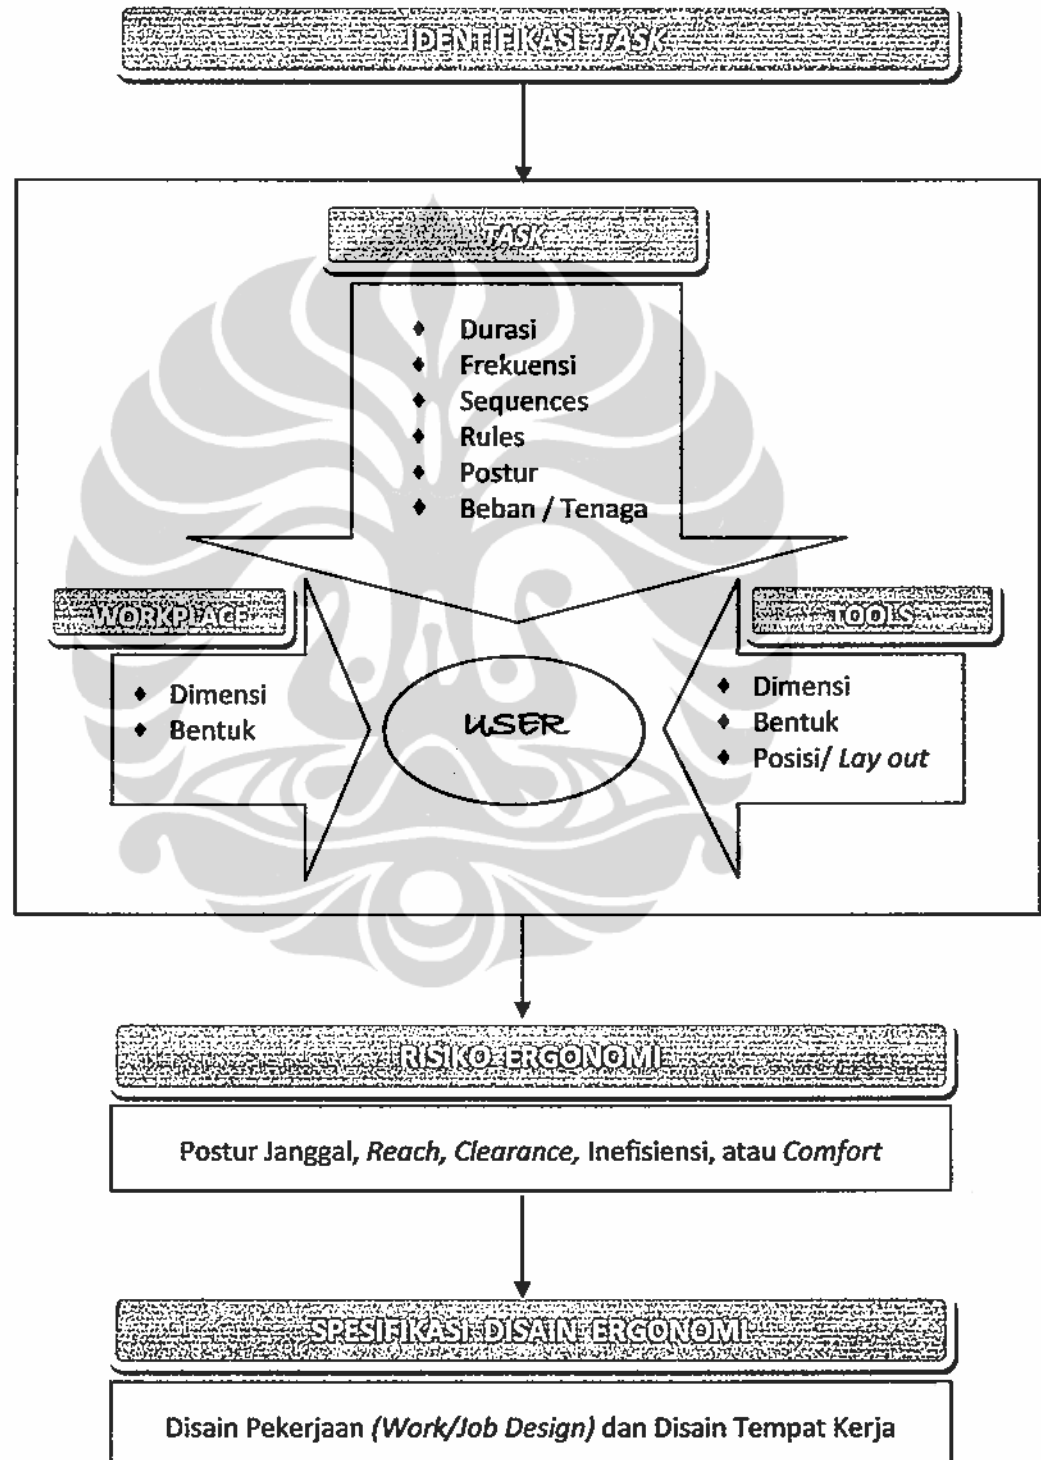 IDENTIFIKASI TASK
TASK
♦ Durasi
♦ Frekuensi
♦ Sequences
♦ Rules
♦ Postur
♦ Beban / Tenaga
WORKPLACE
♦ Dimensi
♦ Bentuk
USER
TOOLS
♦ Dimensi
♦ Bentuk
♦ Posisi/ Lay out
RISIKO ERGONOMI
Postur Janggal, Reach, Clearance, Inefisiensi, atau Comfort
SPESIFIKASI DISAIN ERGONOMI
Disain Pekerjaan (Work/Job Design) dan Disain Tempat Kerja